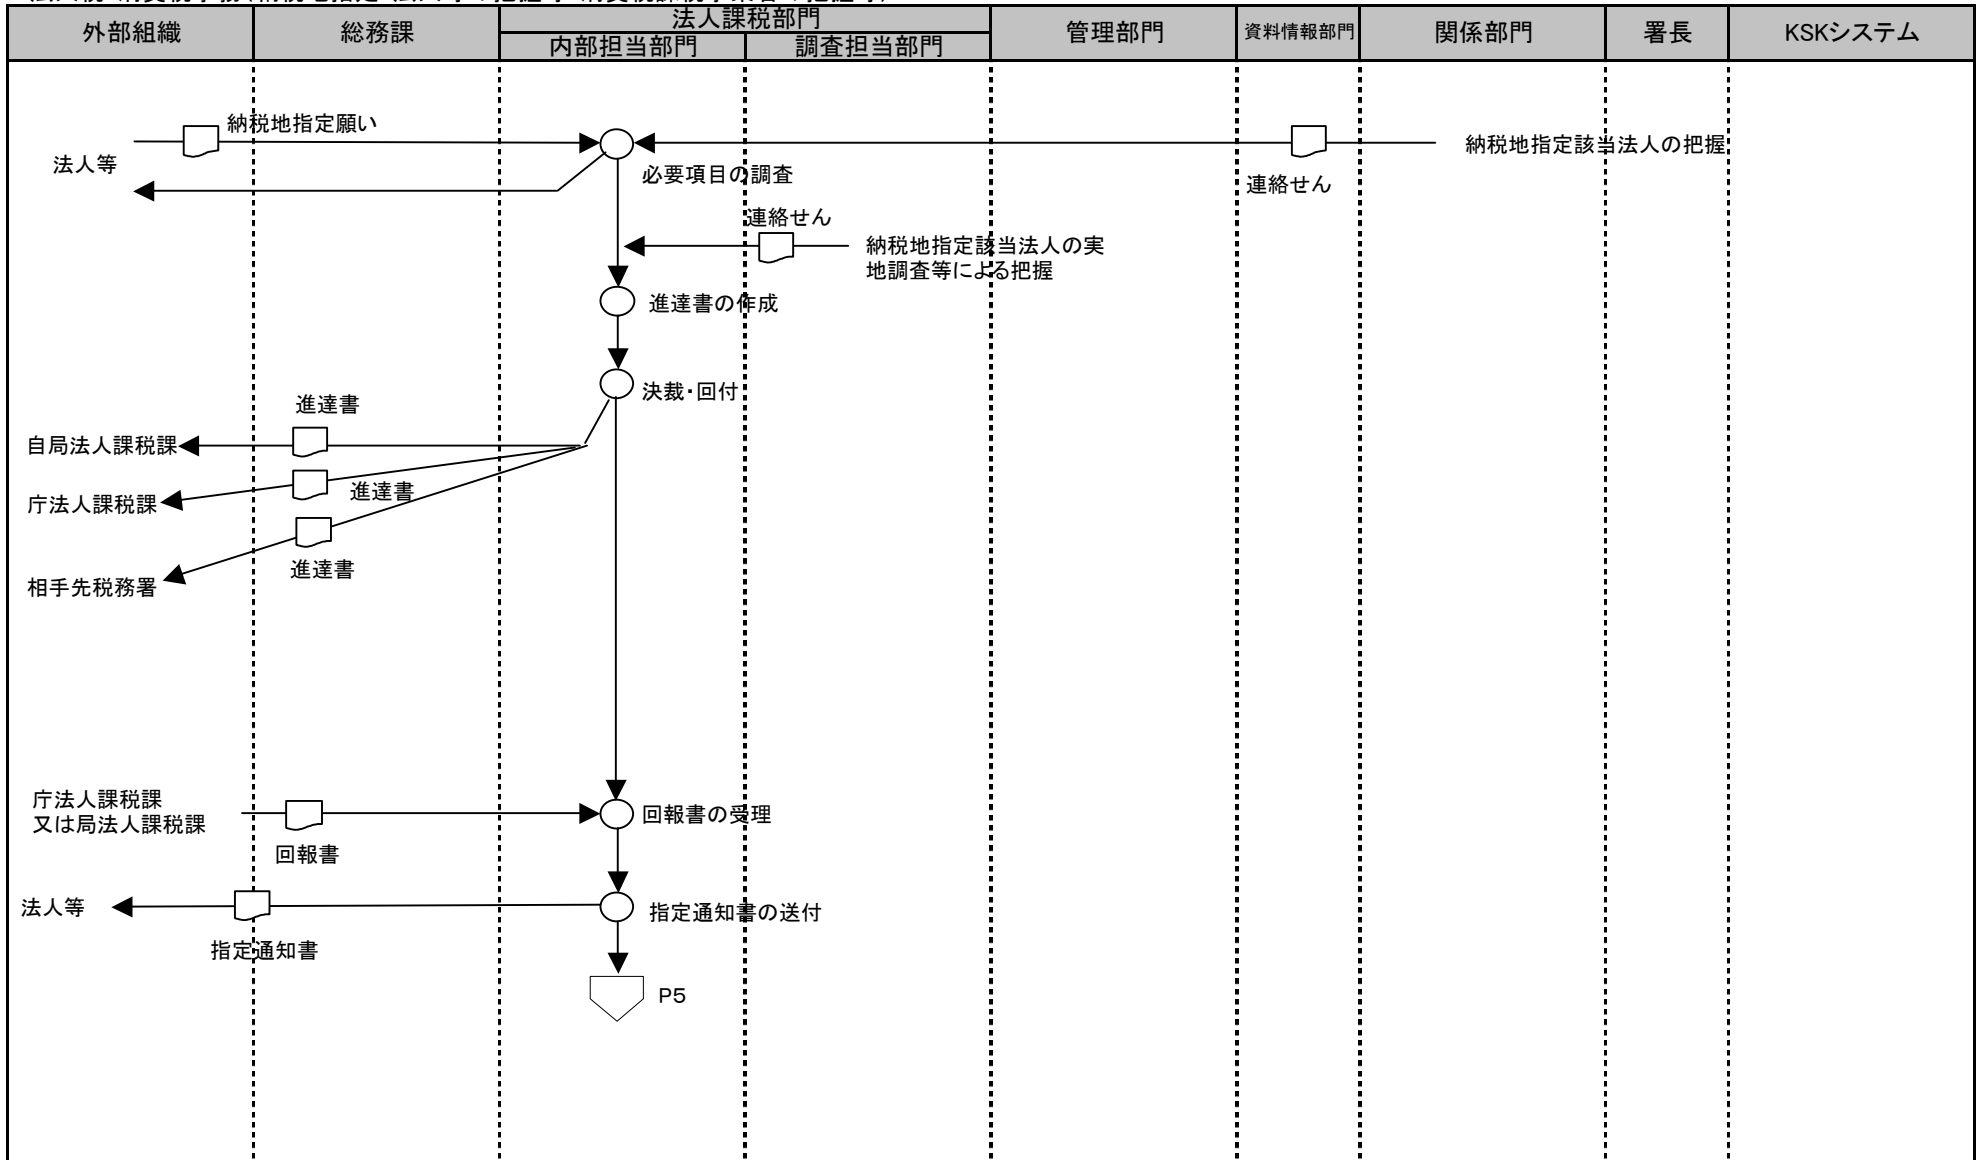 外部組織
総務課
法人課税部門
内部担当部門
調査担当部門
管理部門
資料情報部門
関係部門
署長
KSKシステム
納税地指定願い
法人等
必要項目の調査
納税地指定該当法人の把握
連絡せん
連絡せん
納税地指定該当法人の実
地調査等による把握
進達書の作成
決裁・回付
進達書
自局法人課税課
進達書
庁法人課税課
進達書
相手先税務署
庁法人課税課
又は局法人課税課
回報書の受理
回報書
法人等
指定通知書の送付
指定通知書
P5